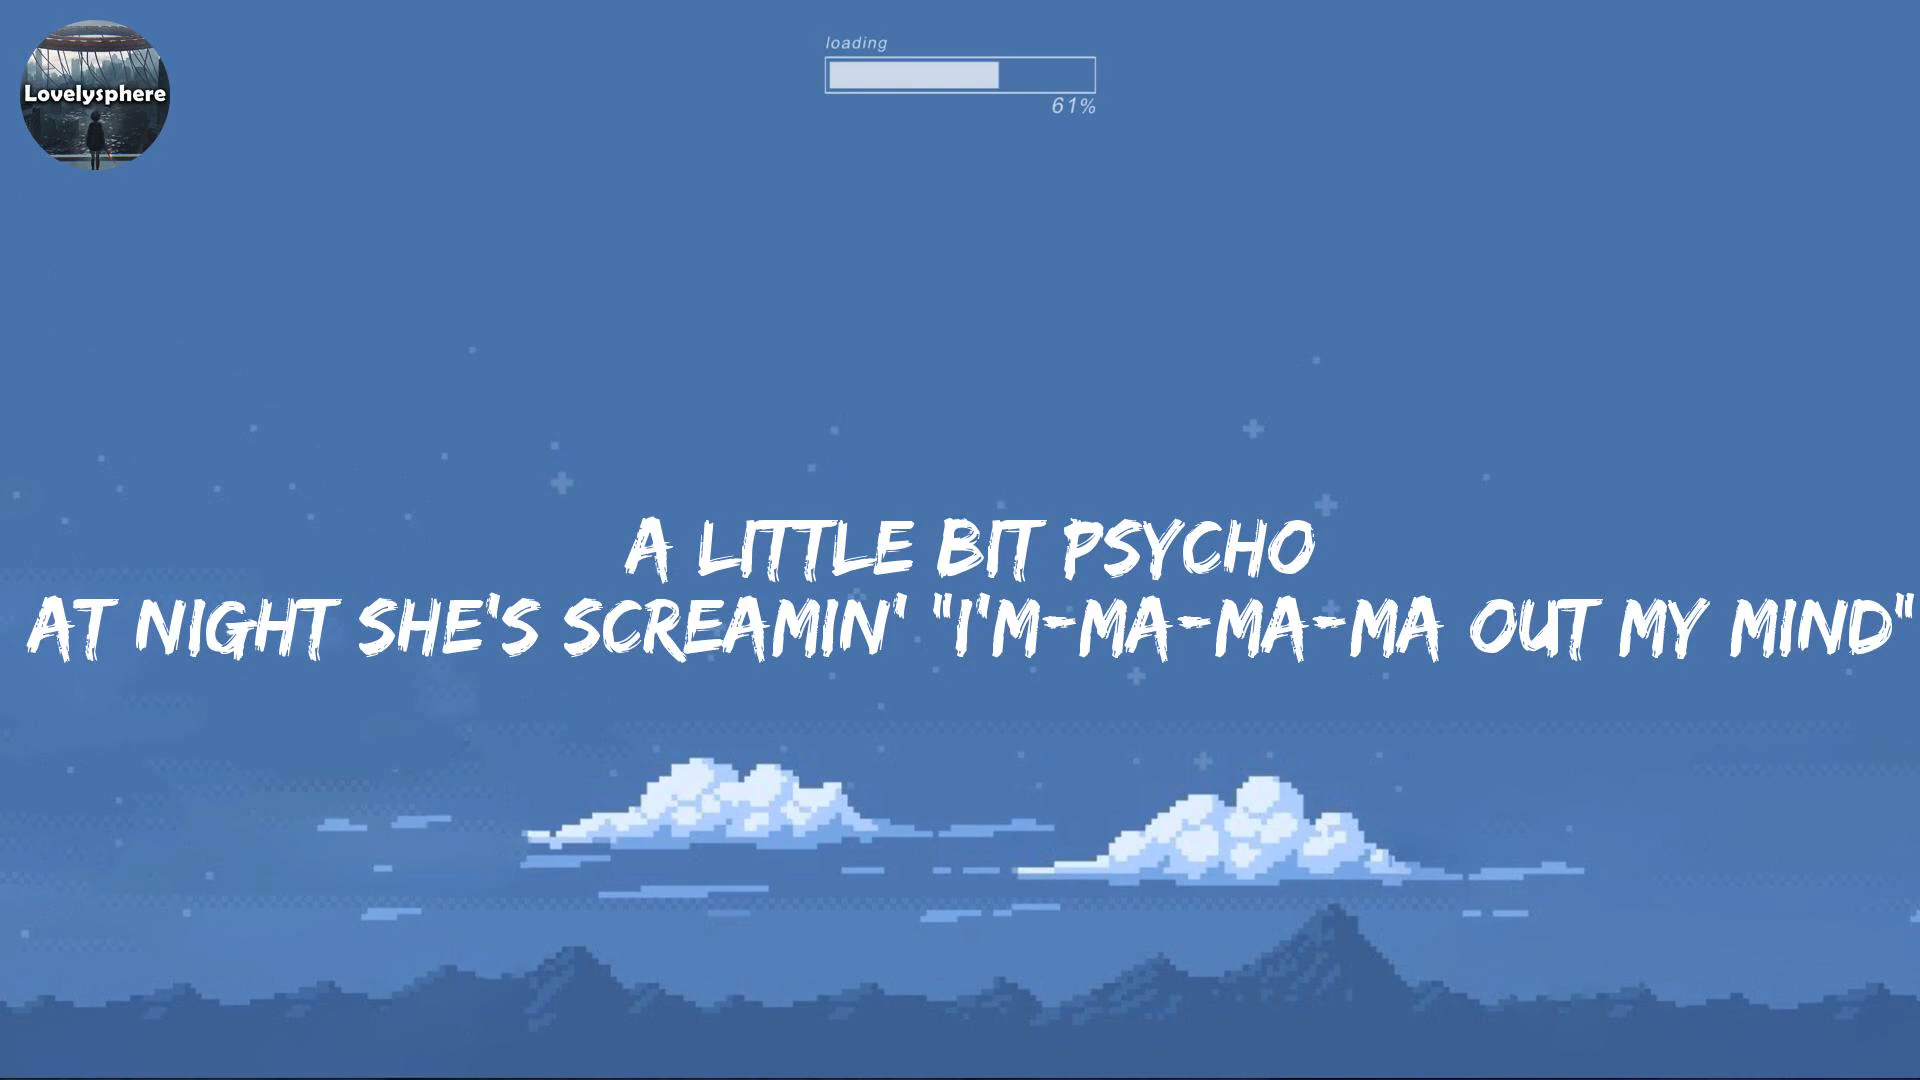 Lovelysphere
loading
61%
A LITTLE BIT PSYCHO
AT NIGHT SHE'S SCREAMIN' "I'M-MA-MA-MA OUT MY MIND"